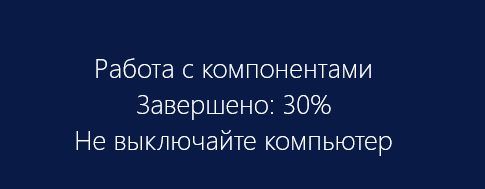 Работа с компонентами
Завершено: 30%
Не выключайте компьютер